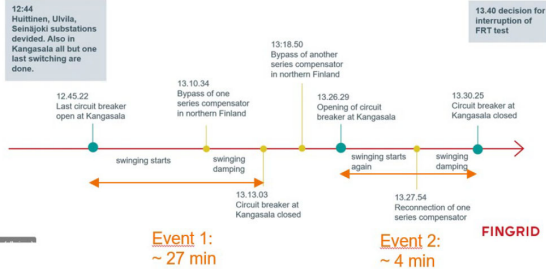 12:44
Huittinen, Ulvila,
Seinäjoki substations
devided. Also in
Kangasala all but one
last switching are
done.
13.40 decision for
interruption of
FRT test
13:18.50
Bypass of another
series compensator
in northern Finland
13.10.34
Bypass of one
series compensator
in northern Finland
12.45.22
Last circuit breaker
open at Kangasala
13.26.29
Opening of circuit
breaker at Kangasala
13.30.25
Circuit breaker at
Kangasala closed
swinging starts
swinging
damping
swinging starts
again
swinging
damping
13.13.03
Circuit breaker at
Kangasala closed
13.27.54
Reconnection of one
series compensator
Event 1:
~ 27 min
Event 2:
~ 4 min
FINGRID